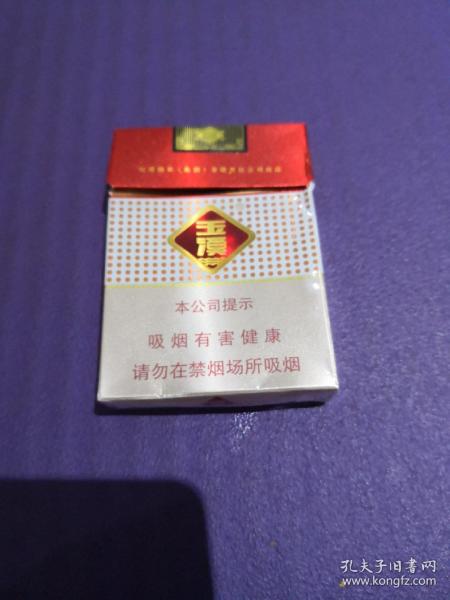 玉溪
本公司提示
吸烟有害健康
请勿在禁烟场所吸烟
孔夫子旧书网
www.kongfz.com